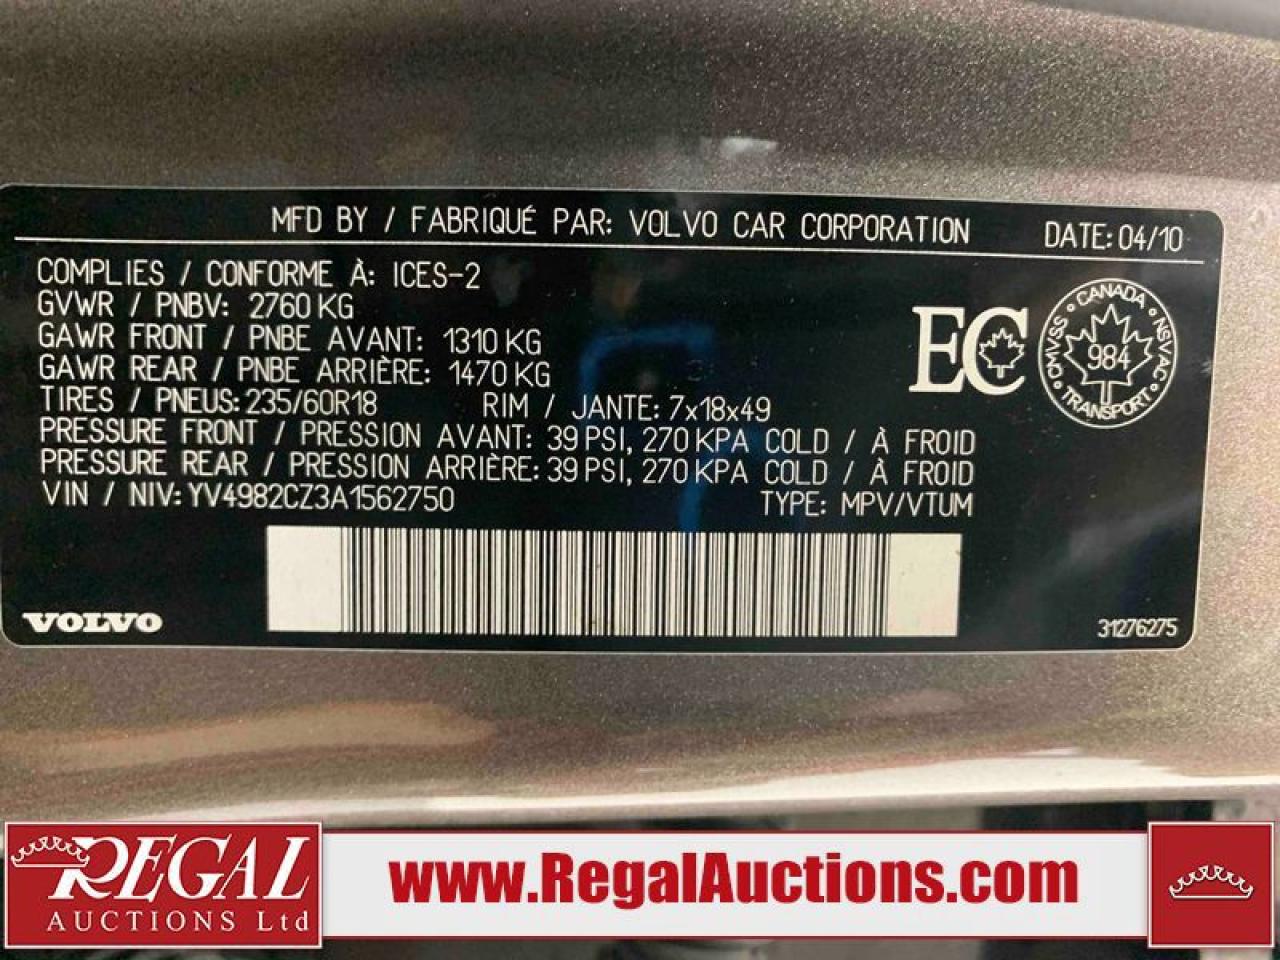 MFD BY / FABRIQUÉ PAR: VOLVO CAR CORPORATION DATE: 04/10
COMPLIES / CONFORME À: ICES-2
GVWR / PNBV: 2760 KG
GAWR FRONT / PNBE AVANT: 1310 KG
GAWR REAR / PNBE ARRIÈRE: 1470 KG
TIRES / PNEUS: 235/60R18 RIM / JANTE: 7x18x49
PRESSURE FRONT / PRESSION AVANT: 39 PSI, 270 KPA COLD / À FROID
PRESSURE REAR / PRESSION ARRIÈRE: 39 PSI, 270 KPA COLD / À FROID
VIN / NIV: YV4982CZ3A1562750 TYPE: MPV/VTUM
EC
CANADA
CMVSS 984 NSVAC
TRANSPORT
VOLVO
31276275
REGAL
AUCTIONS Ltd
www.RegalAuctions.com